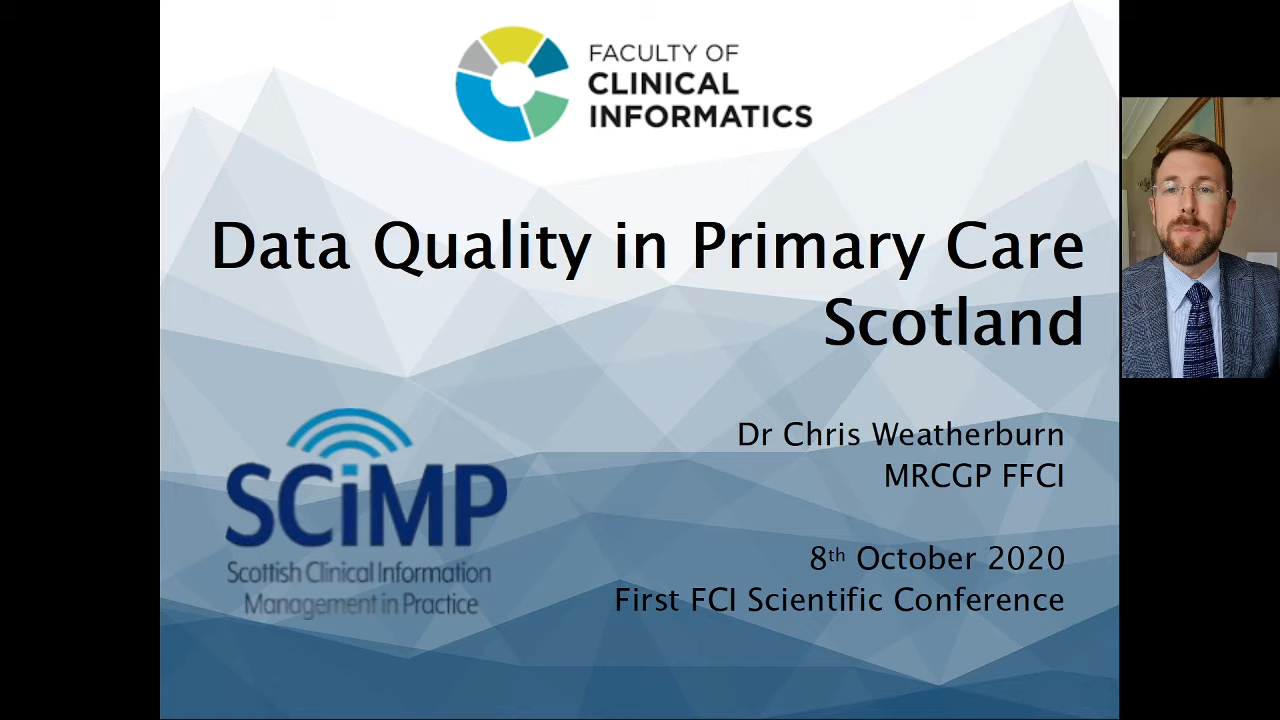 FACULTY OF
CLINICAL
INFORMATICS
Data Quality in Primary Care
Scotland
Dr Chris Weatherburn
MRCGP FFCI
8th October 2020
First FCI Scientific Conference
SCiMP
Scottish Clinical Information
Management in Practice